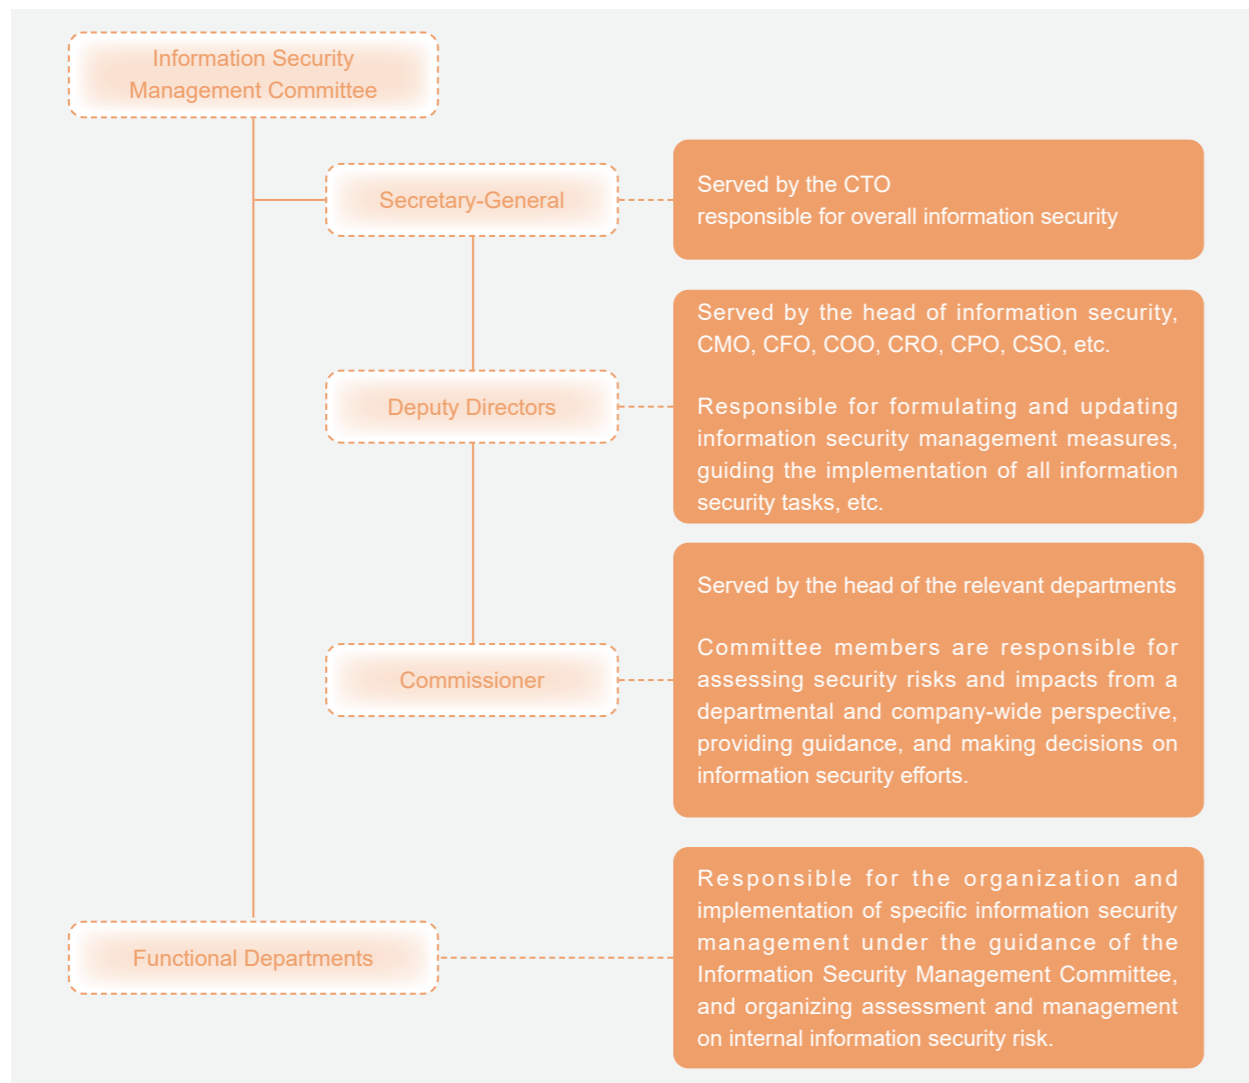 Information Security
Management Committee
Secretary-General
Served by the CTO
responsible for overall information security
Deputy Directors
Served by the head of information security,
CMO, CFO, COO, CRO, CPO, CSO, etc.
Responsible for formulating and updating
information security management measures,
guiding the implementation of all information
security tasks, etc.
Commissioner
Served by the head of the relevant departments
Committee members are responsible for
assessing security risks and impacts from a
departmental and company-wide perspective,
providing guidance, and making decisions on
information security efforts.
Functional Departments
Responsible for the organization and
implementation of specific information security
management under the guidance of the
Information Security Management Committee,
and organizing assessment and management
on internal information security risk.